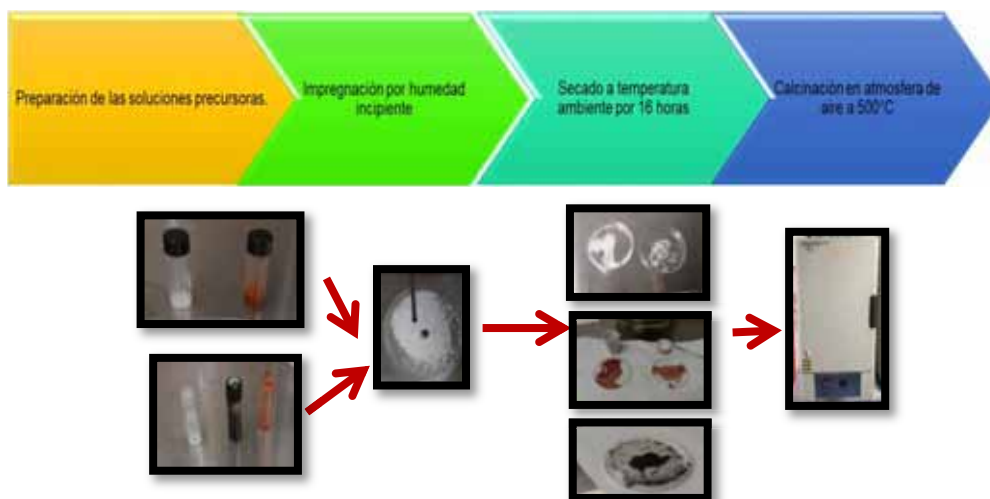 Preparación de las soluciones precursoras.
Impregnación por humedad
incipiente
Secado a temperatura
ambiente por 16 horas
Calcinación en atmosfera de
aire a 500°C